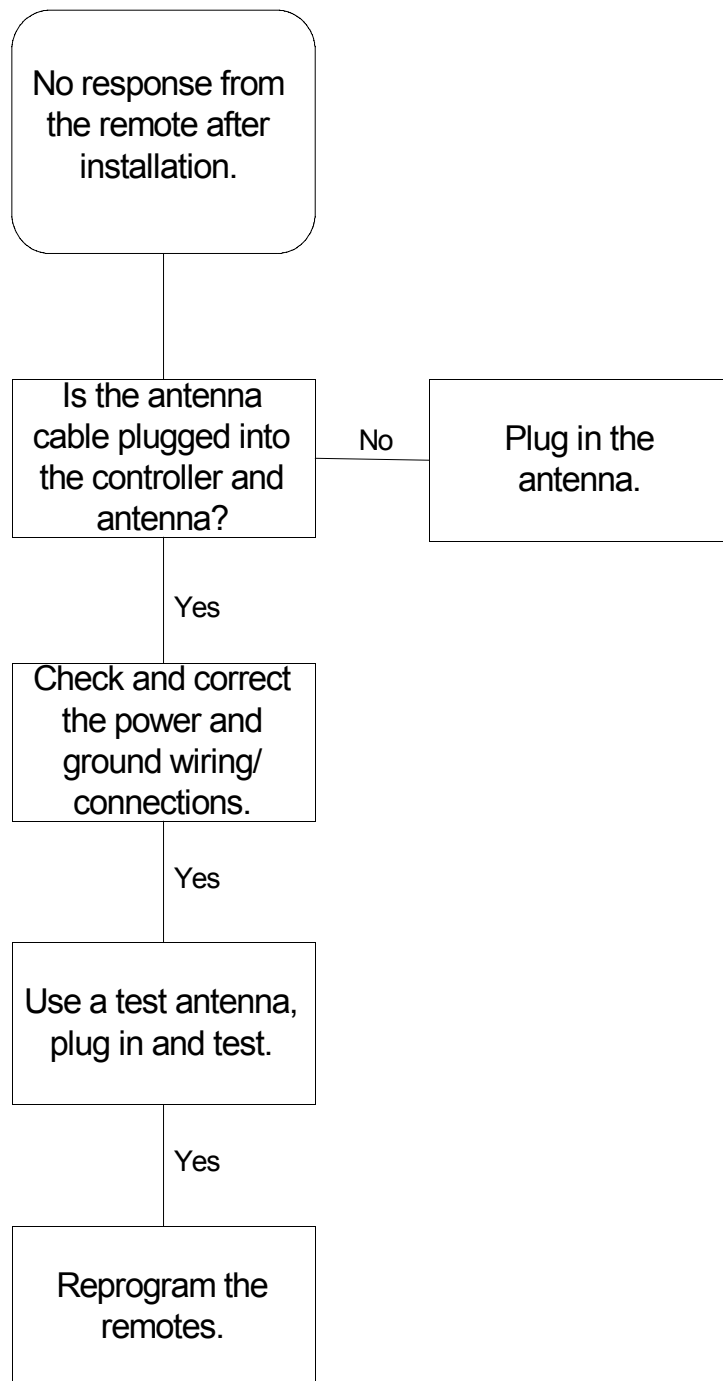 No response from
the remote after
installation.
Is the antenna
cable plugged into
the controller and
antenna?
No
Plug in the
antenna.
Yes
Check and correct
the power and
ground wiring/
connections.
Yes
Use a test antenna,
plug in and test.
Yes
Reprogram the
remotes.